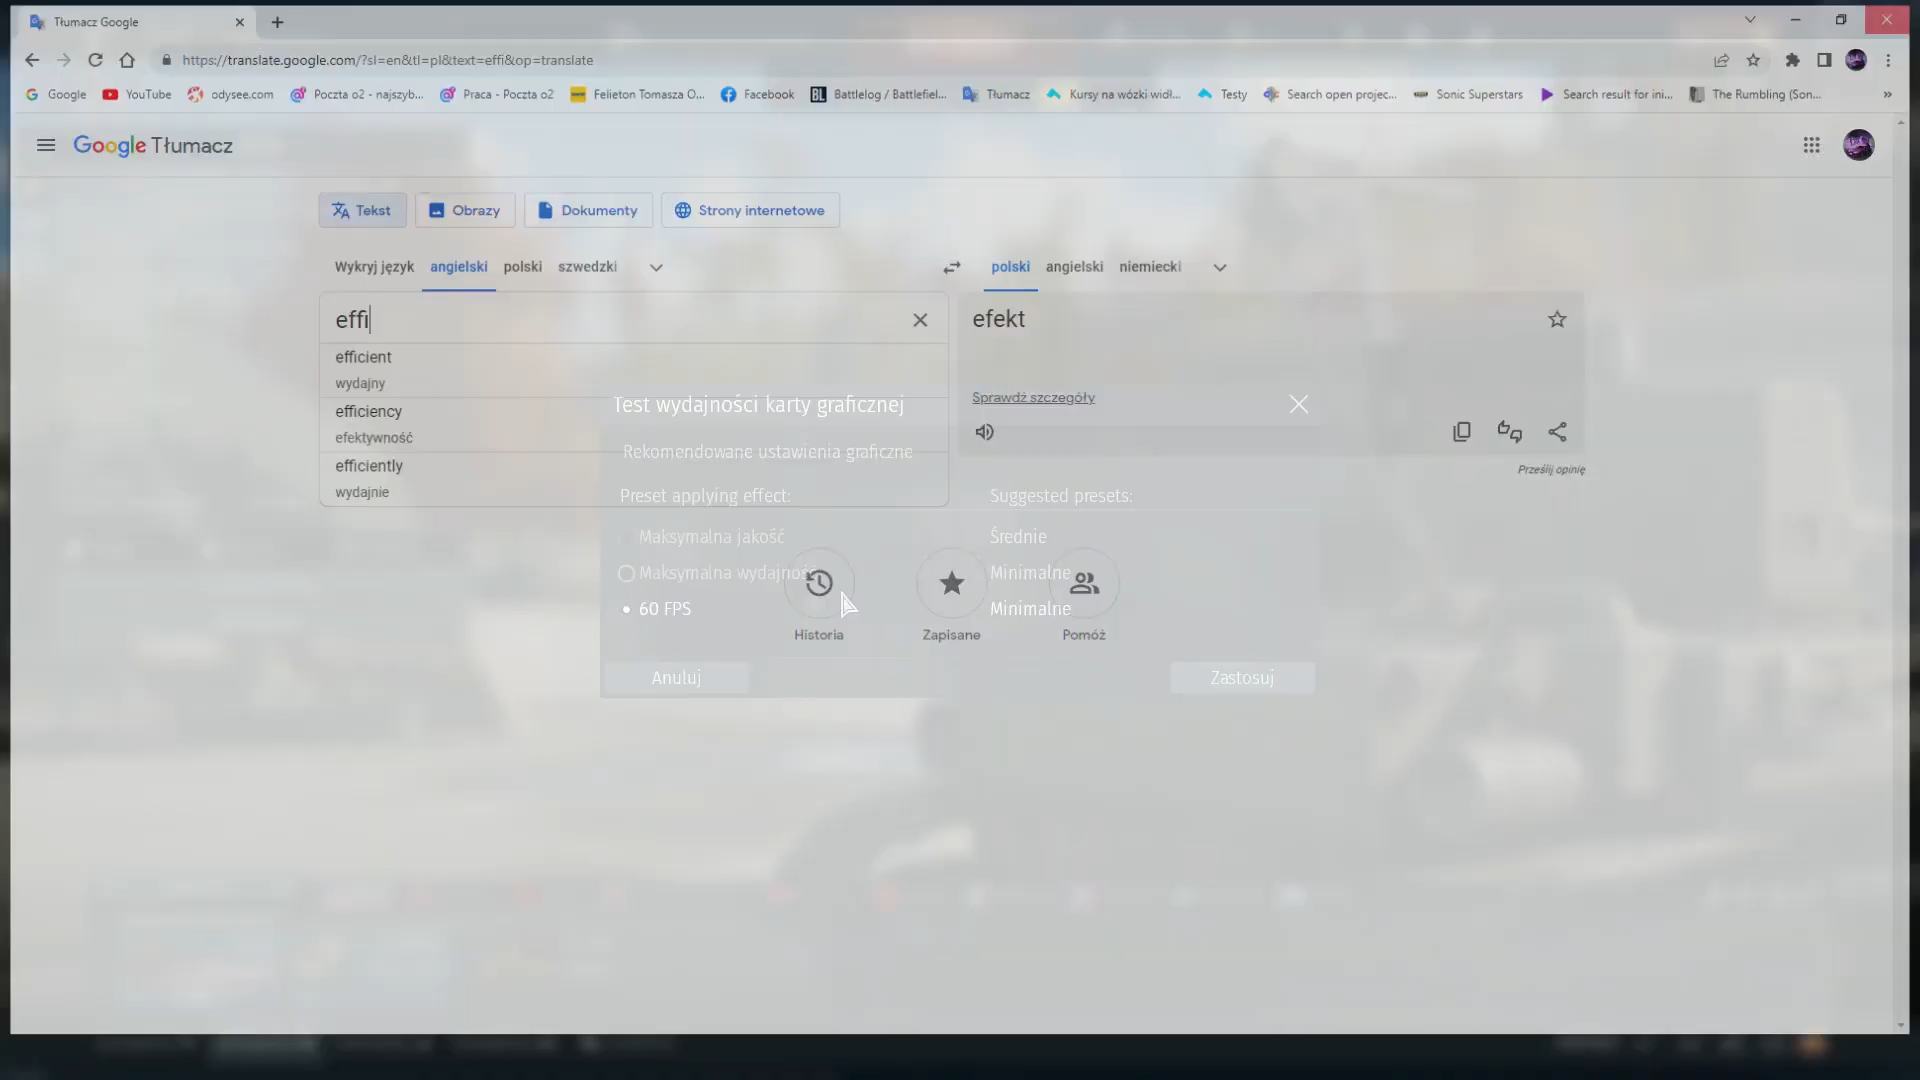 Tłumacz Google
https://translate.google.com/?sl=en&tl=pl&text=effi&op=translate
Google YouTube odysee.com Poczta o2 - najszyb... Praca - Poczta o2 Felieton Tomasza O... Facebook Battlelog / Battlefiel... Tłumacz Kursy na wózki widł... Testy Search open projec... Sonic Superstars Search result for ini... The Rumbling (Son... »
Google Tłumacz
Tekst Obrazy Dokumenty Strony internetowe
Wykryj język angielski polski szwedzki polski angielski niemiecki
effi efekt
efficient
wydajny
efficiency
efektywność
efficiently
wydajnie
Sprawdź szczegóły
Prześlij opinię
Test wydajności karty graficznej
Rekomendowane ustawienia graficzne
Preset applying effect: Suggested presets:
Maksymalna jakość Średnie
Maksymalna wydajność Minimalne
60 FPS Minimalne
Historia Zapisane Pomóż
Anuluj Zastosuj